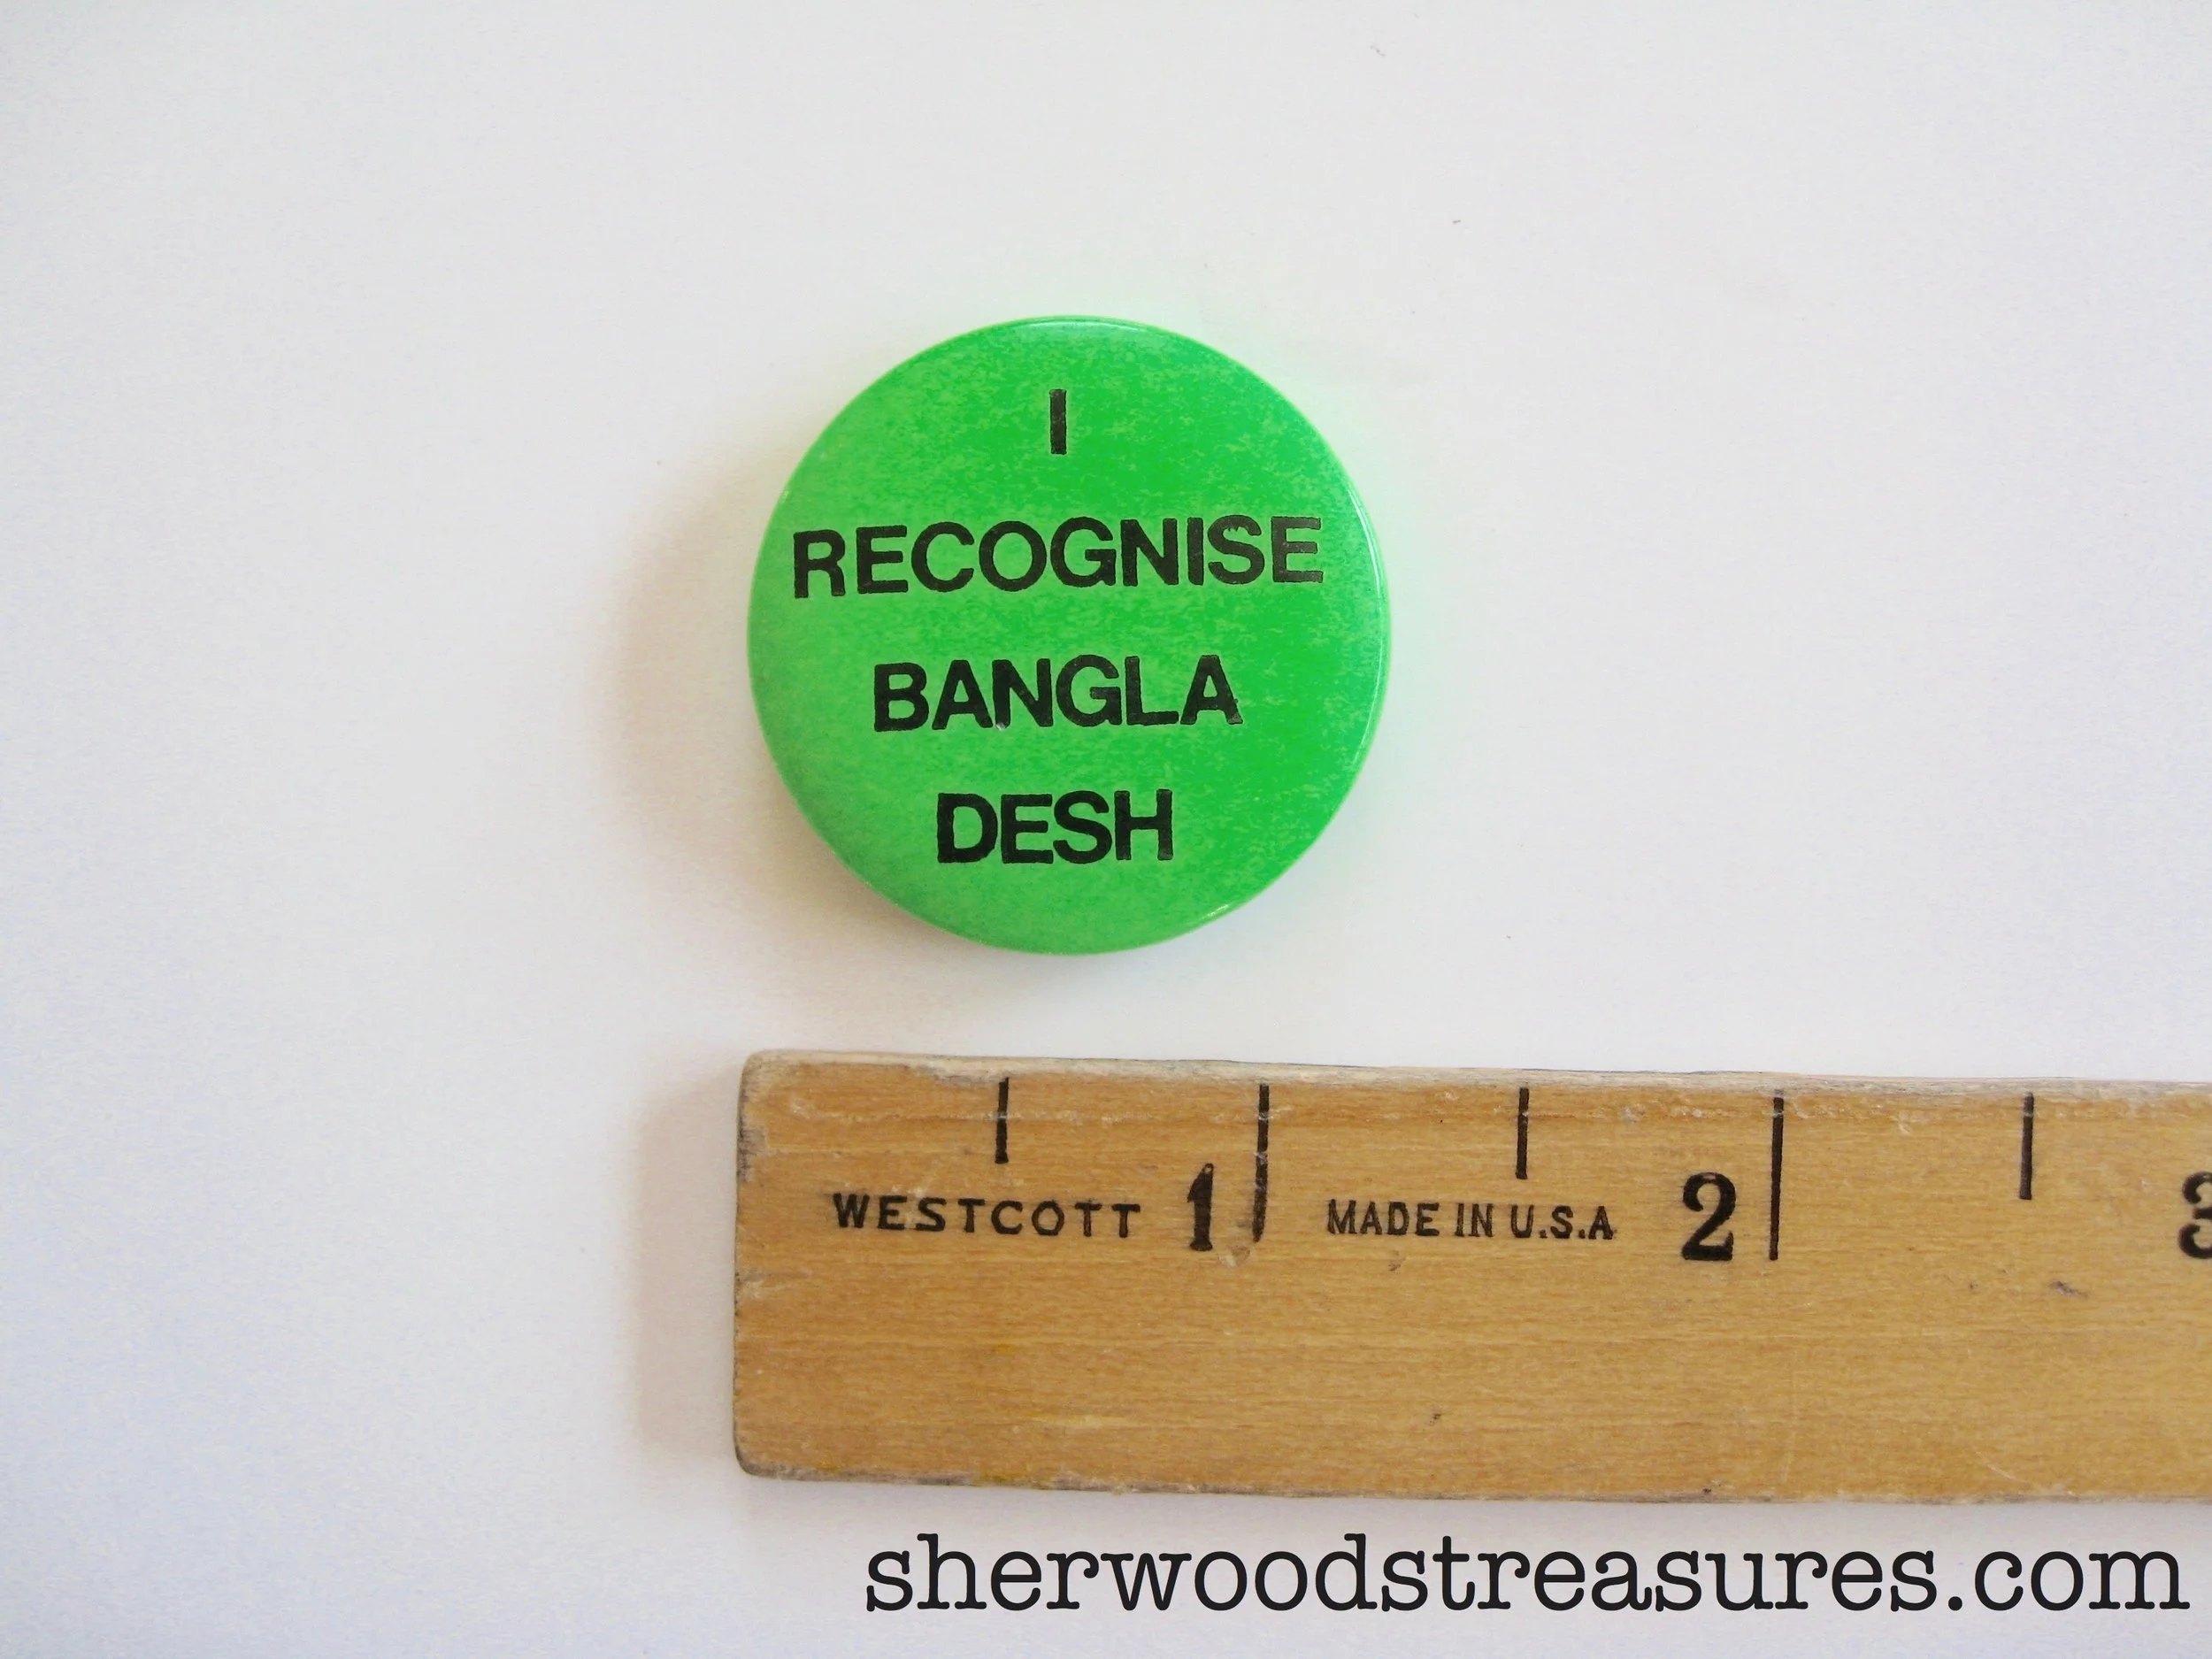 I
RECOGNISE
BANGLA
DESH
WESTCOTT 1 MADE IN U.S.A 2 3
sherwoodstreasures.com